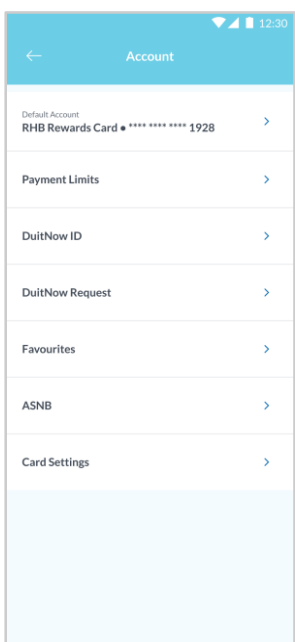 12:30
Account
Default Account
RHB Rewards Card • **** **** **** 1928
Payment Limits
DuitNow ID
DuitNow Request
Favourites
ASNB
Card Settings